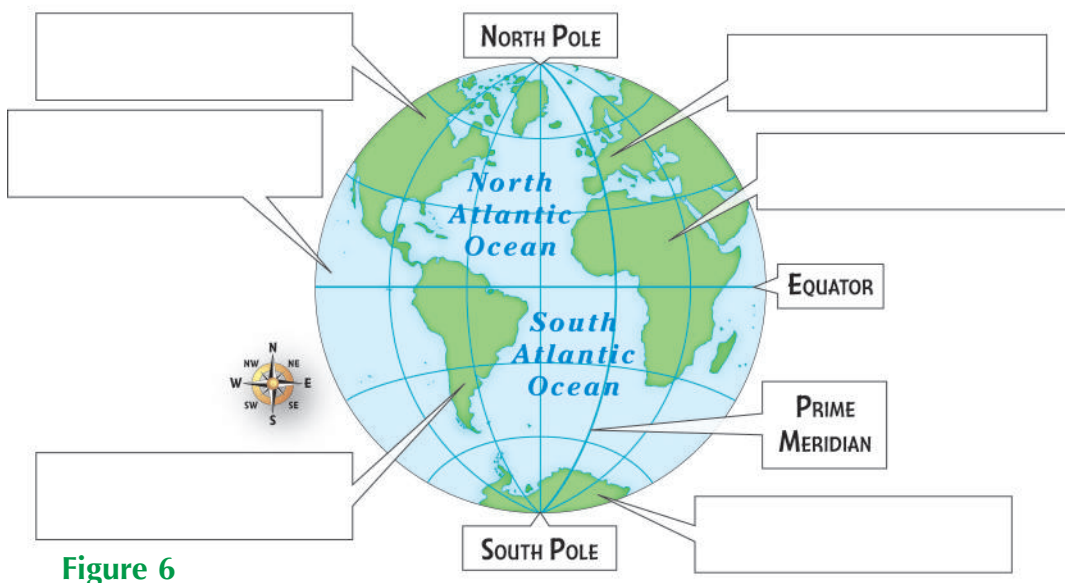 NORTH POLE
North
Atlantic
Ocean
EQUATOR
South
Atlantic
Ocean
N
NW
NE
W
E
SW
SE
S
PRIME
MERIDIAN
SOUTH POLE
Figure 6